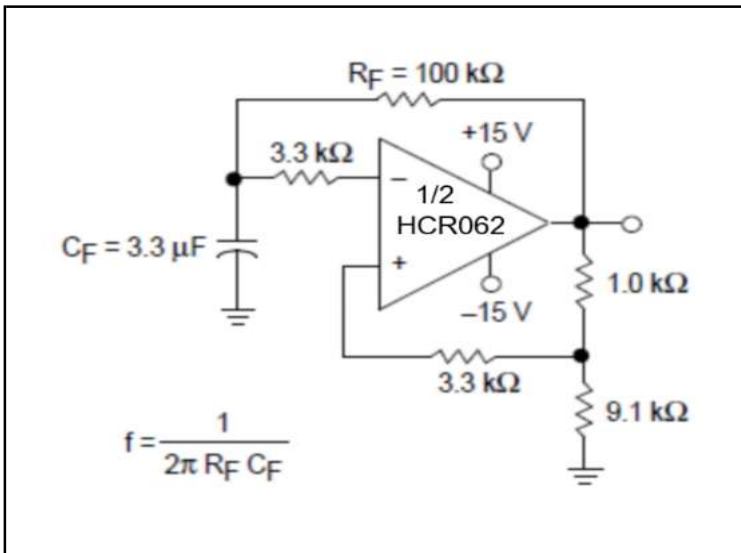 RF = 100 kΩ
+15 V
3.3 kΩ
–
1/2
HCR062
CF = 3.3 µF
+
1.0 kΩ
–15 V
3.3 kΩ
9.1 kΩ
f = 1
2π RF CF